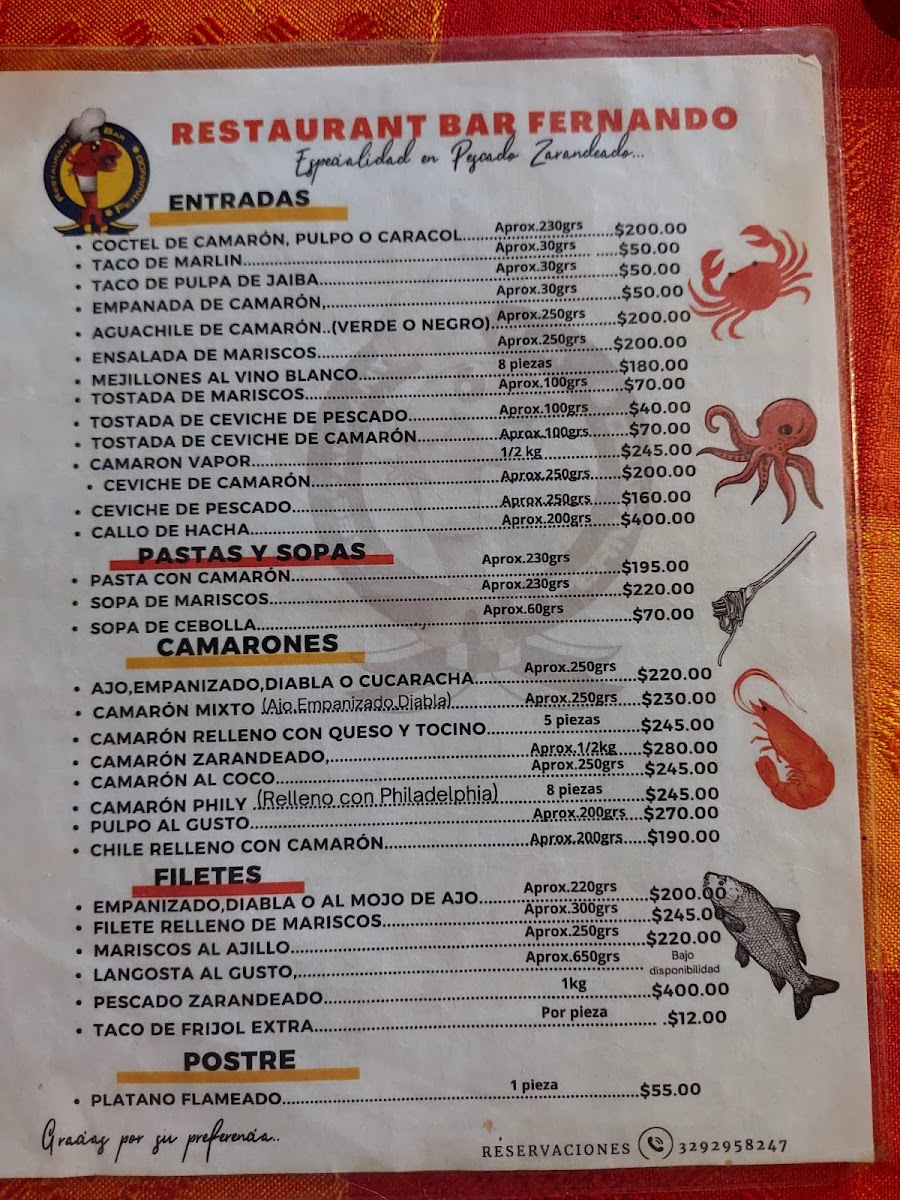 RESTAURANT BAR FERNANDO
RESTAURANT BAR FERNANDO
Especialidad en Pescado Zarandeado...
ENTRADAS
• COCTEL DE CAMARÓN, PULPO O CARACOL........ Aprox.230grs .....$200.00
• TACO DE MARLIN........ Aprox.30grs .....$50.00
• TACO DE PULPA DE JAIBA........ Aprox.30grs .....$50.00
• EMPANADA DE CAMARÓN,........ Aprox.30grs .....$50.00
• AGUACHILE DE CAMARÓN..(VERDE O NEGRO)........ Aprox.250grs .....$200.00
• ENSALADA DE MARISCOS........ Aprox.250grs .....$200.00
• MEJILLONES AL VINO BLANCO........ 8 piezas .....$180.00
• TOSTADA DE MARISCOS........ Aprox.100grs .....$70.00
• TOSTADA DE CEVICHE DE PESCADO........ Aprox.100grs .....$40.00
• TOSTADA DE CEVICHE DE CAMARÓN........ Aprox.100grs .....$70.00
• CAMARON VAPOR........ 1/2 kg .....$245.00
• CEVICHE DE CAMARÓN........ Aprox.250grs .....$200.00
• CEVICHE DE PESCADO........ Aprox.250grs .....$160.00
• CALLO DE HACHA........ Aprox.200grs .....$400.00
PASTAS Y SOPAS
• PASTA CON CAMARÓN........ Aprox.230grs .....$195.00
• SOPA DE MARISCOS........ Aprox.230grs .....$220.00
• SOPA DE CEBOLLA........ Aprox.60grs .....$70.00
CAMARONES
• AJO,EMPANIZADO,DIABLA O CUCARACHA........ Aprox.250grs .....$220.00
• CAMARÓN MIXTO (Ajo,Empanizado,Diabla)........ Aprox.250grs .....$230.00
• CAMARÓN RELLENO CON QUESO Y TOCINO........ 5 piezas .....$245.00
• CAMARÓN ZARANDEADO,........ Aprox.1/2kg .....$280.00
• CAMARÓN AL COCO........ Aprox.250grs .....$245.00
• CAMARÓN PHILY (Relleno con Philadelphia)........ 8 piezas .....$245.00
• PULPO AL GUSTO........ Aprox.200grs .....$270.00
• CHILE RELLENO CON CAMARÓN........ Aprox.200grs .....$190.00
FILETES
• EMPANIZADO,DIABLA O AL MOJO DE AJO........ Aprox.220grs .....$200.00
• FILETE RELLENO DE MARISCOS........ Aprox.300grs .....$245.00
• MARISCOS AL AJILLO........ Aprox.250grs .....$220.00
• LANGOSTA AL GUSTO,........ Aprox.650grs ..... Bajo disponibilidad
• PESCADO ZARANDEADO........ 1kg .....$400.00
• TACO DE FRIJOL EXTRA........ Por pieza .....$12.00
POSTRE
• PLATANO FLAMEADO........ 1 pieza .....$55.00
Gracias por su preferencia..
RESERVACIONES 3292958247